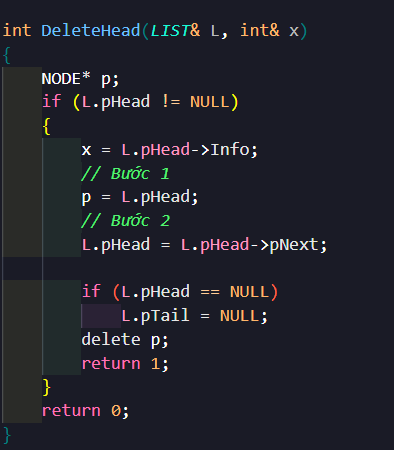 int DeleteHead(LIST& L, int& x)
{
    NODE* p;
    if (L.pHead != NULL)
    {
        x = L.pHead->Info;
        // Bước 1
        p = L.pHead;
        // Bước 2
        L.pHead = L.pHead->pNext;

        if (L.pHead == NULL)
            L.pTail = NULL;
        delete p;
        return 1;
    }
    return 0;
}